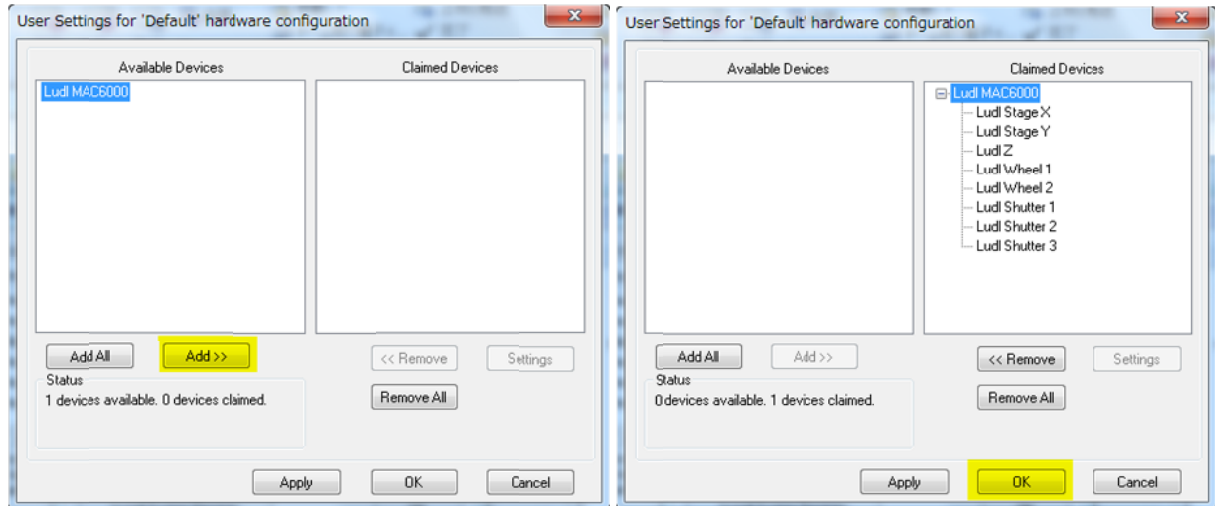 User Settings for 'Default' hardware configuration
Available Devices
Claimed Devices
Ludl MAC6000
Add All
Add >>
<< Remove
Settings
Status
1 devices available. 0 devices claimed.
Remove All
Apply
OK
Cancel
User Settings for 'Default' hardware configuration
Available Devices
Claimed Devices
Ludl MAC6000
Ludl Stage X
Ludl Stage Y
Ludl Z
Ludl Wheel 1
Ludl Wheel 2
Ludl Shutter 1
Ludl Shutter 2
Ludl Shutter 3
Add All
Add >>
<< Remove
Settings
Status
0 devices available. 1 devices claimed.
Remove All
Apply
OK
Cancel